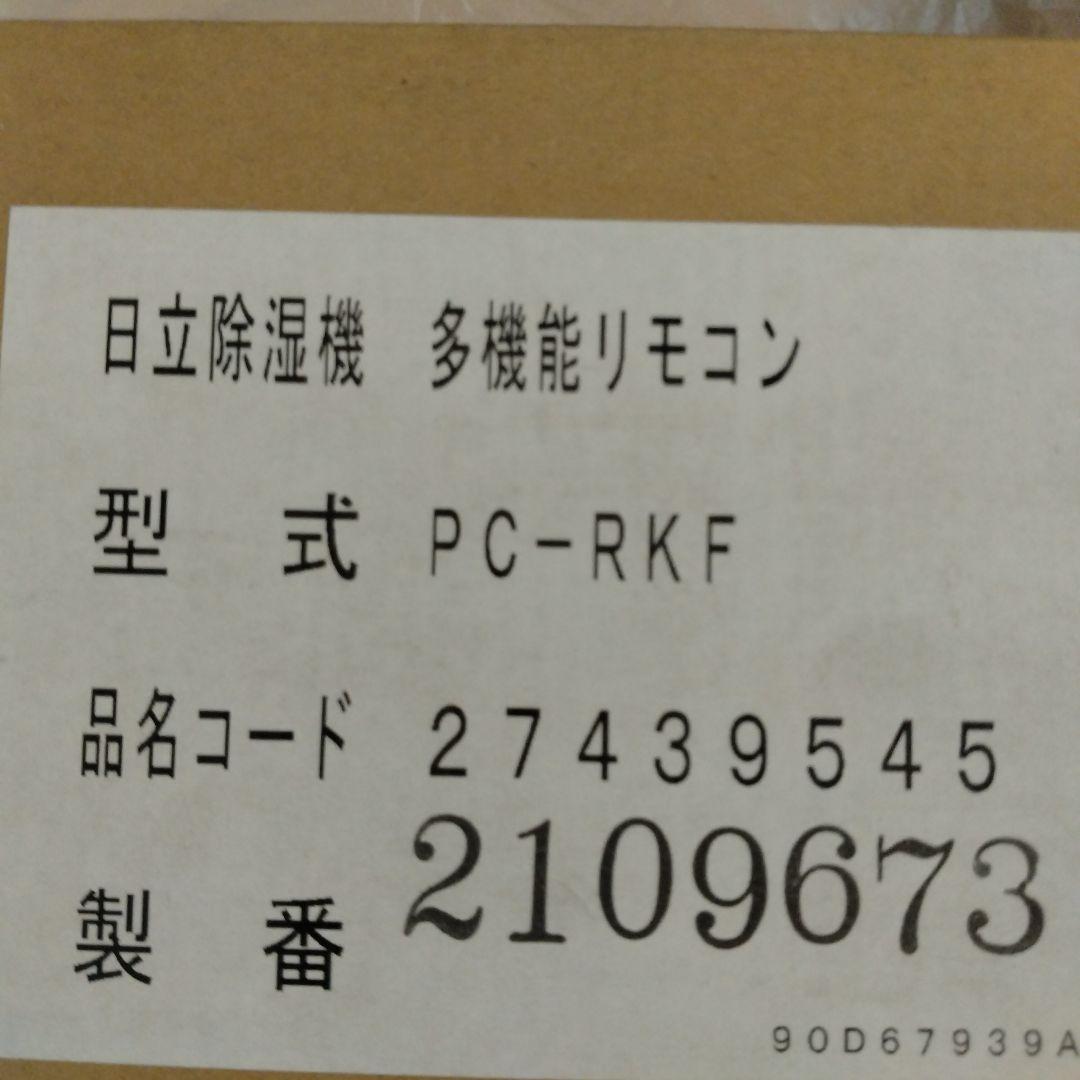 日立除湿機 多機能リモコン
型式 PC-RKF
品名コード 27439545
製番 2109673
90D67939A